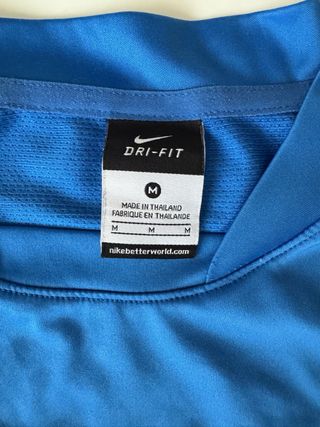 DRI-FIT
M
MADE IN THAILAND
FABRIQUE EN THAILANDE
M M M
nikebetterworld.com